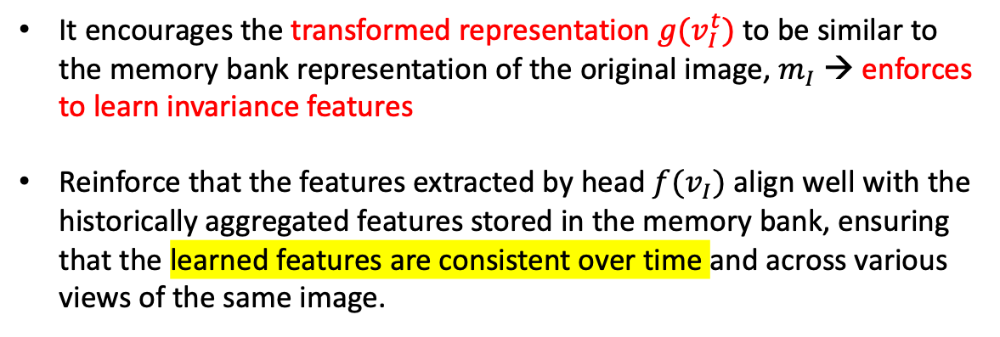 • It encourages the transformed representation g(v_I^t) to be similar to
the memory bank representation of the original image, m_I → enforces
to learn invariance features
• Reinforce that the features extracted by head f(v_I) align well with the
historically aggregated features stored in the memory bank, ensuring
that the learned features are consistent over time and across various
views of the same image.